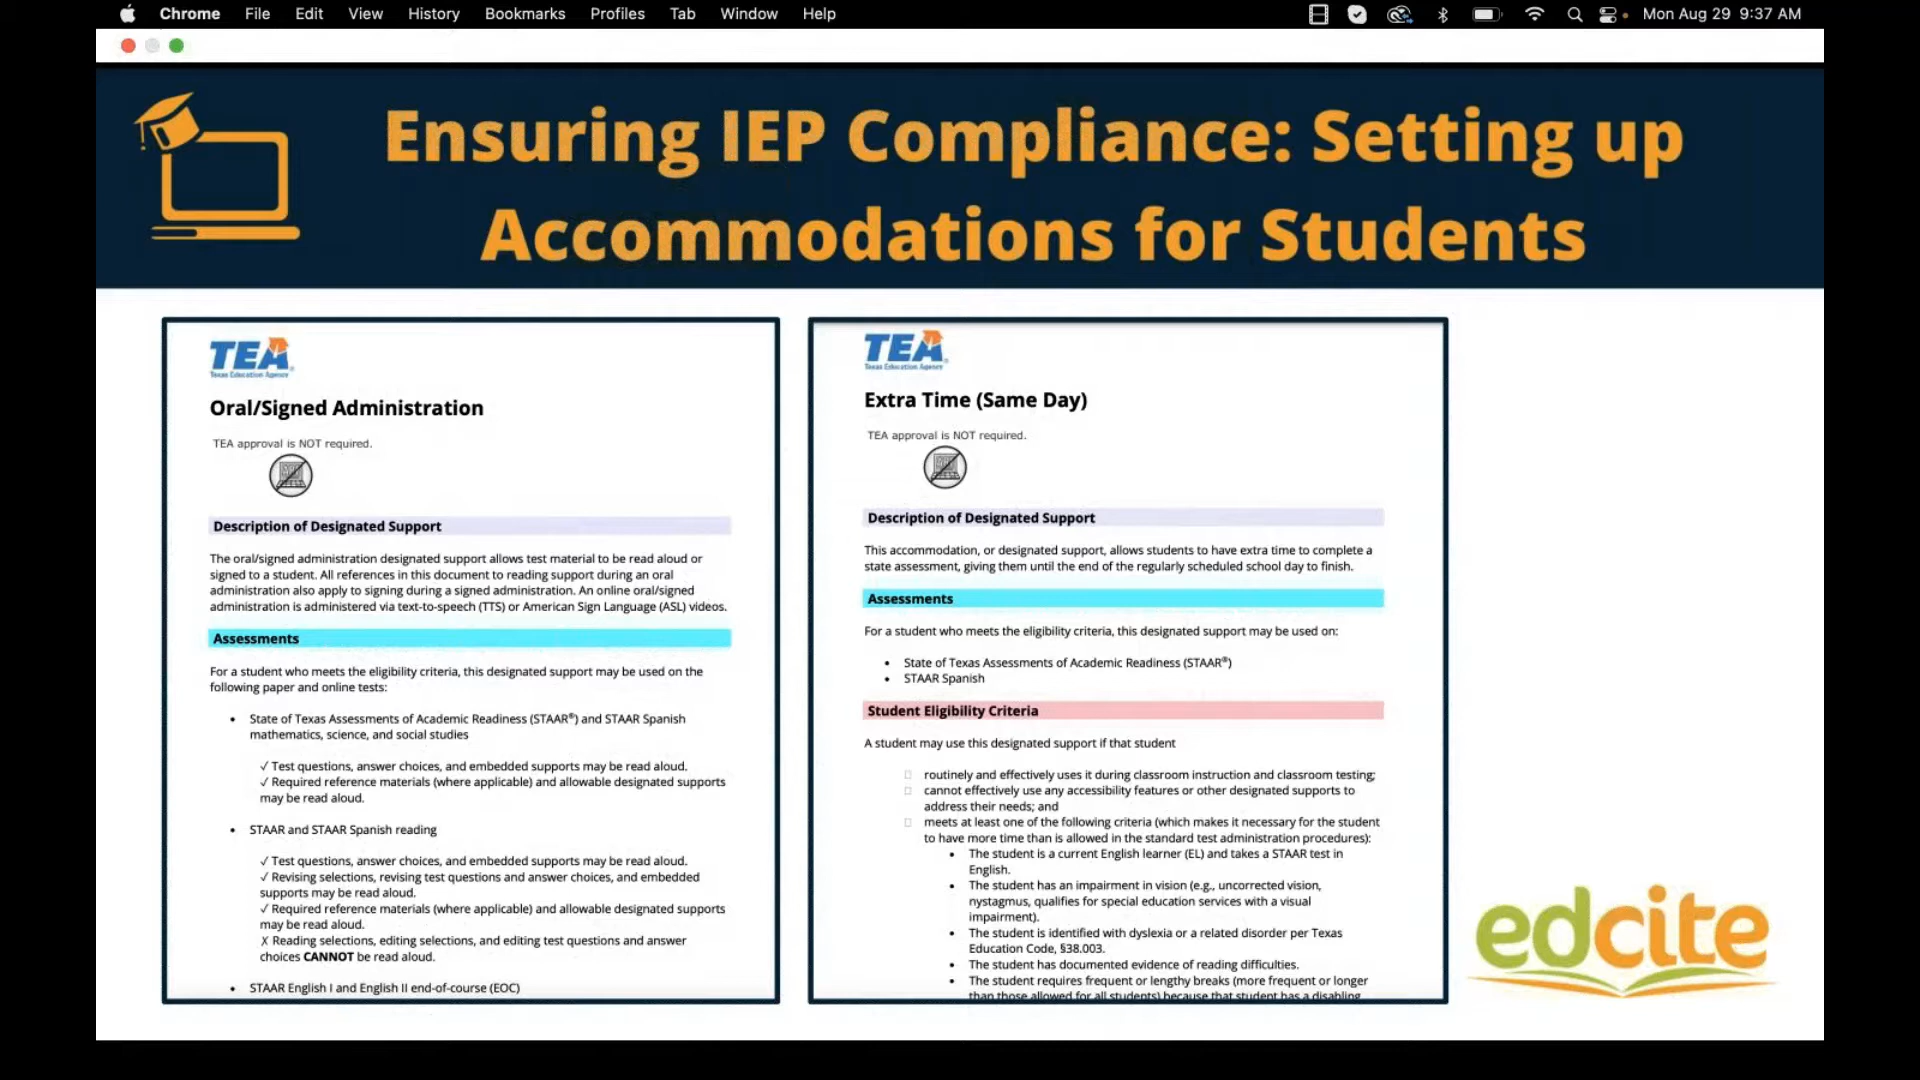 Chrome File Edit View History Bookmarks Profiles Tab Window Help Mon Aug 29 9:37 AM
Ensuring IEP Compliance: Setting up
Accommodations for Students
TEA
Texas Education Agency
Oral/Signed Administration
TEA approval is NOT required.
Description of Designated Support
The oral/signed administration designated support allows test material to be read aloud or
signed to a student. All references in this document to reading support during an oral
administration also apply to signing during a signed administration. An online oral/signed
administration is administered via text-to-speech (TTS) or American Sign Language (ASL) videos.
Assessments
For a student who meets the eligibility criteria, this designated support may be used on the
following paper and online tests:
• State of Texas Assessments of Academic Readiness (STAAR®) and STAAR Spanish
mathematics, science, and social studies
✓ Test questions, answer choices, and embedded supports may be read aloud.
✓ Required reference materials (where applicable) and allowable designated supports
may be read aloud.
• STAAR and STAAR Spanish reading
✓ Test questions, answer choices, and embedded supports may be read aloud.
✓ Revising selections, revising test questions and answer choices, and embedded
supports may be read aloud.
✓ Required reference materials (where applicable) and allowable designated supports
may be read aloud.
X Reading selections, editing selections, and editing test questions and answer
choices CANNOT be read aloud.
• STAAR English I and English II end-of-course (EOC)
TEA
Texas Education Agency
Extra Time (Same Day)
TEA approval is NOT required.
Description of Designated Support
This accommodation, or designated support, allows students to have extra time to complete a
state assessment, giving them until the end of the regularly scheduled school day to finish.
Assessments
For a student who meets the eligibility criteria, this designated support may be used on:
• State of Texas Assessments of Academic Readiness (STAAR®)
• STAAR Spanish
Student Eligibility Criteria
A student may use this designated support if that student
routinely and effectively uses it during classroom instruction and classroom testing;
cannot effectively use any accessibility features or other designated supports to
address their needs; and
meets at least one of the following criteria (which makes it necessary for the student
to have more time than is allowed in the standard test administration procedures):
• The student is a current English learner (EL) and takes a STAAR test in
English.
• The student has an impairment in vision (e.g., uncorrected vision,
nystagmus, qualifies for special education services with a visual
impairment).
• The student is identified with dyslexia or a related disorder per Texas
Education Code, §38.003.
• The student has documented evidence of reading difficulties.
• The student requires frequent or lengthy breaks (more frequent or longer
than those allowed for all students) because that student has a disabling
edcite